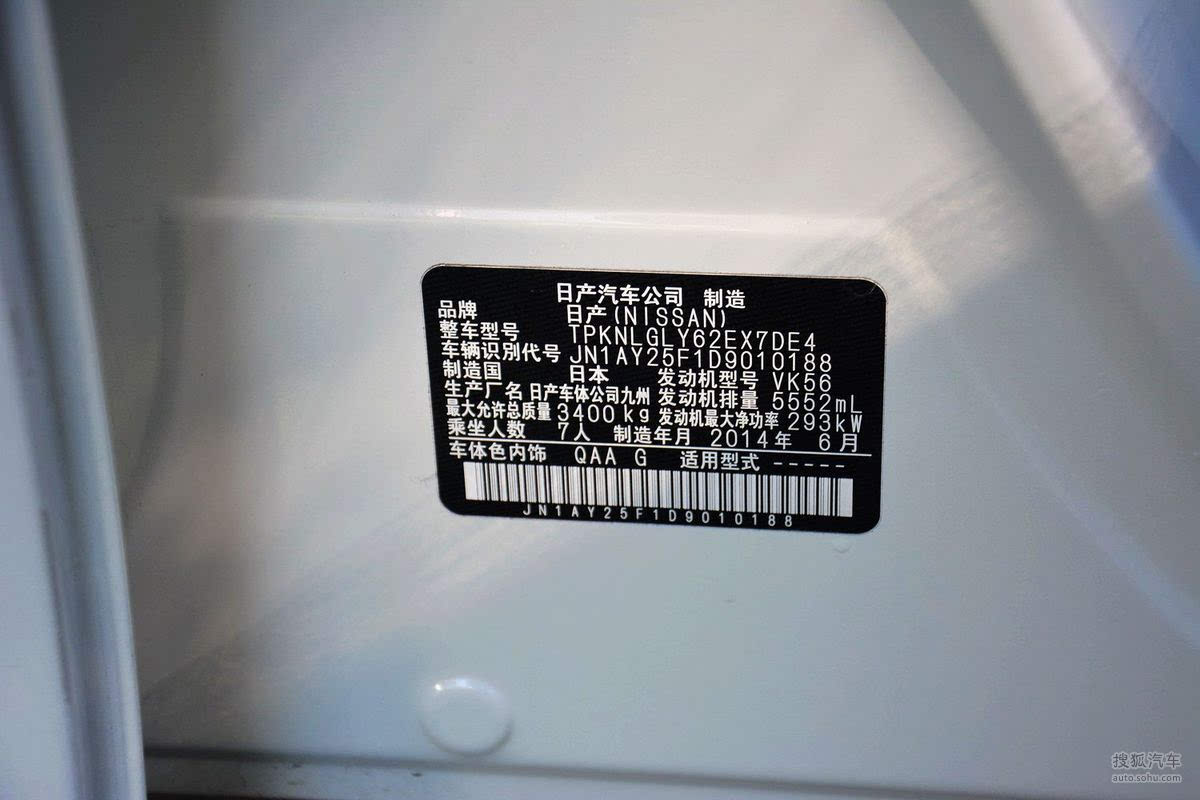 日产汽车公司 制造
品牌 日产(NISSAN)
整车型号 TPKNLGLY62EX7DE4
车辆识别代号 JN1AY25F1D9010188
制造国 日本 发动机型号 VK56
生产厂名 日产车体公司九州 发动机排量 5552mL
最大允许总质量 3400kg 发动机最大净功率 293kW
乘坐人数 7人 制造年月 2014年 6月
车体色内饰 QAA G 适用型式 -----
JN1AY25F1D9010188
搜狐汽车
auto.sohu.com